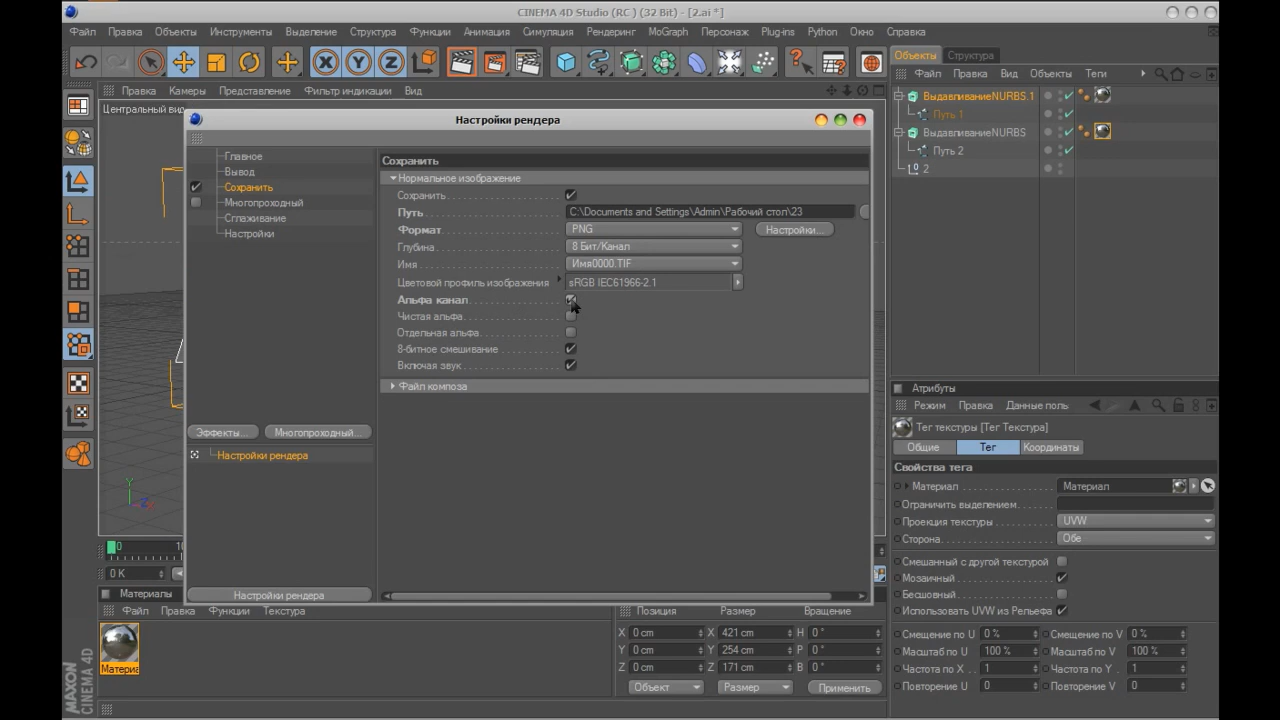 CINEMA 4D Studio (RC ) (32 Bit) - [2.ai *]
Файл Правка Объекты Инструменты Выделение Структура Функции Анимация Симуляция Рендеринг MoGraph Персонаж Plug-ins Python Окно Справка
Объекты Структура
Файл Правка Вид Объекты Теги
Правка Камеры Представление Фильтр индикации Вид
Центральный вид
ВыдавливаниеNURBS.1
Путь 1
ВыдавливаниеNURBS
Путь 2
2
Настройки рендера
Главное
Вывод
Сохранить
Многопроходный
Сглаживание
Настройки
Сохранить
Нормальное изображение
Сохранить
Путь C:\Documents and Settings\Admin\Рабочий стол\23
Формат PNG Настройки...
Глубина 8 Бит/Канал
Имя Имя0000.TIF
Цветовой профиль изображения sRGB IEC61966-2.1
Альфа канал
Чистая альфа
Отдельная альфа
8-битное смешивание
Включая звук
Файл композа
Эффекты... Многопроходный...
Настройки рендера
Настройки рендера
Атрибуты
Режим Правка Данные поль
Тег текстуры [Тег Текстура]
Общие Тег Координаты
Свойства тега
Материал Материал
Ограничить выделением
Проекция текстуры UVW
Сторона Обе
Смешанный с другой текстурой
Мозаичный
Бесшовный
Использовать UVW из Рельефа
Смещение по U 0 % Смещение по V 0 %
Масштаб по U 100 % Масштаб по V 100 %
Частота по X 1 Частота по Y 1
Повторение U 0 Повторение V 0
Y
Z
0
0 K
Материалы
Файл Правка Функции Текстура
Материа
Позиция Размер Вращение
X 0 cm X 421 cm H 0 °
Y 0 cm Y 254 cm P 0 °
Z 0 cm Z 171 cm B 0 °
Объект Размер Применить
MAXON
CINEMA 4D